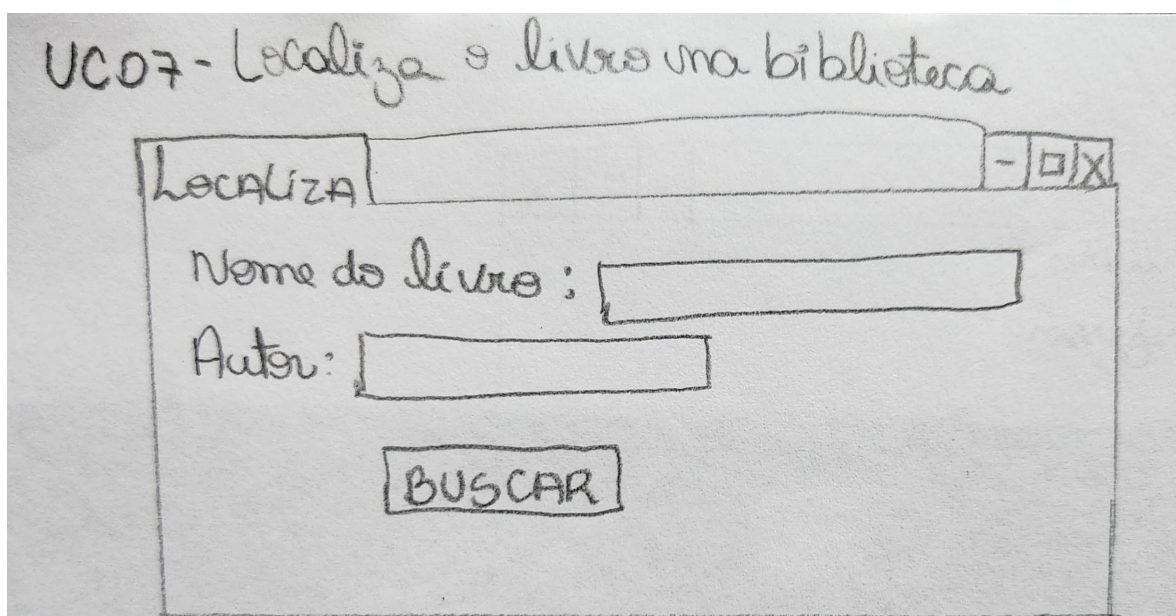 UC07 - Localiza o livro na biblioteca
LOCALIZA
- □ X
Nome do livro :
Autor:
BUSCAR